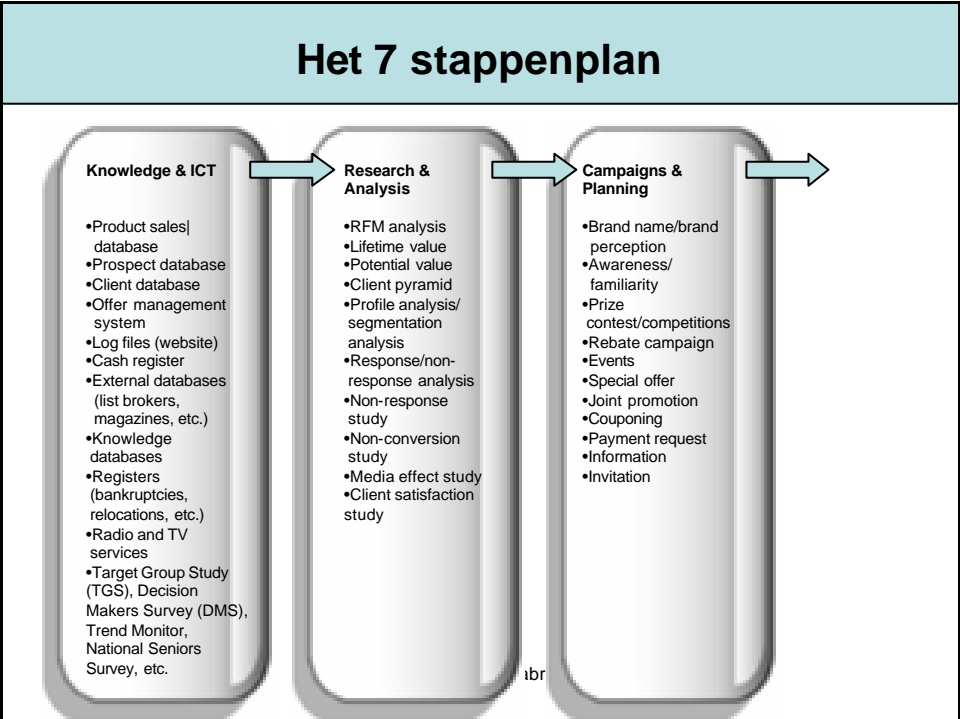 Het 7 stappenplan
Knowledge & ICT
•Product sales|
database
•Prospect database
•Client database
•Offer management
system
•Log files (website)
•Cash register
•External databases
(list brokers,
magazines, etc.)
•Knowledge
databases
•Registers
(bankruptcies,
relocations, etc.)
•Radio and TV
services
•Target Group Study
(TGS), Decision
Makers Survey (DMS),
Trend Monitor,
National Seniors
Survey, etc.
Research &
Analysis
•RFM analysis
•Lifetime value
•Potential value
•Client pyramid
•Profile analysis/
segmentation
analysis
•Response/non-
response analysis
•Non-response
study
•Non-conversion
study
•Media effect study
•Client satisfaction
study
Campaigns &
Planning
•Brand name/brand
perception
•Awareness/
familiarity
•Prize
contest/competitions
•Rebate campaign
•Events
•Special offer
•Joint promotion
•Couponing
•Payment request
•Information
•Invitation